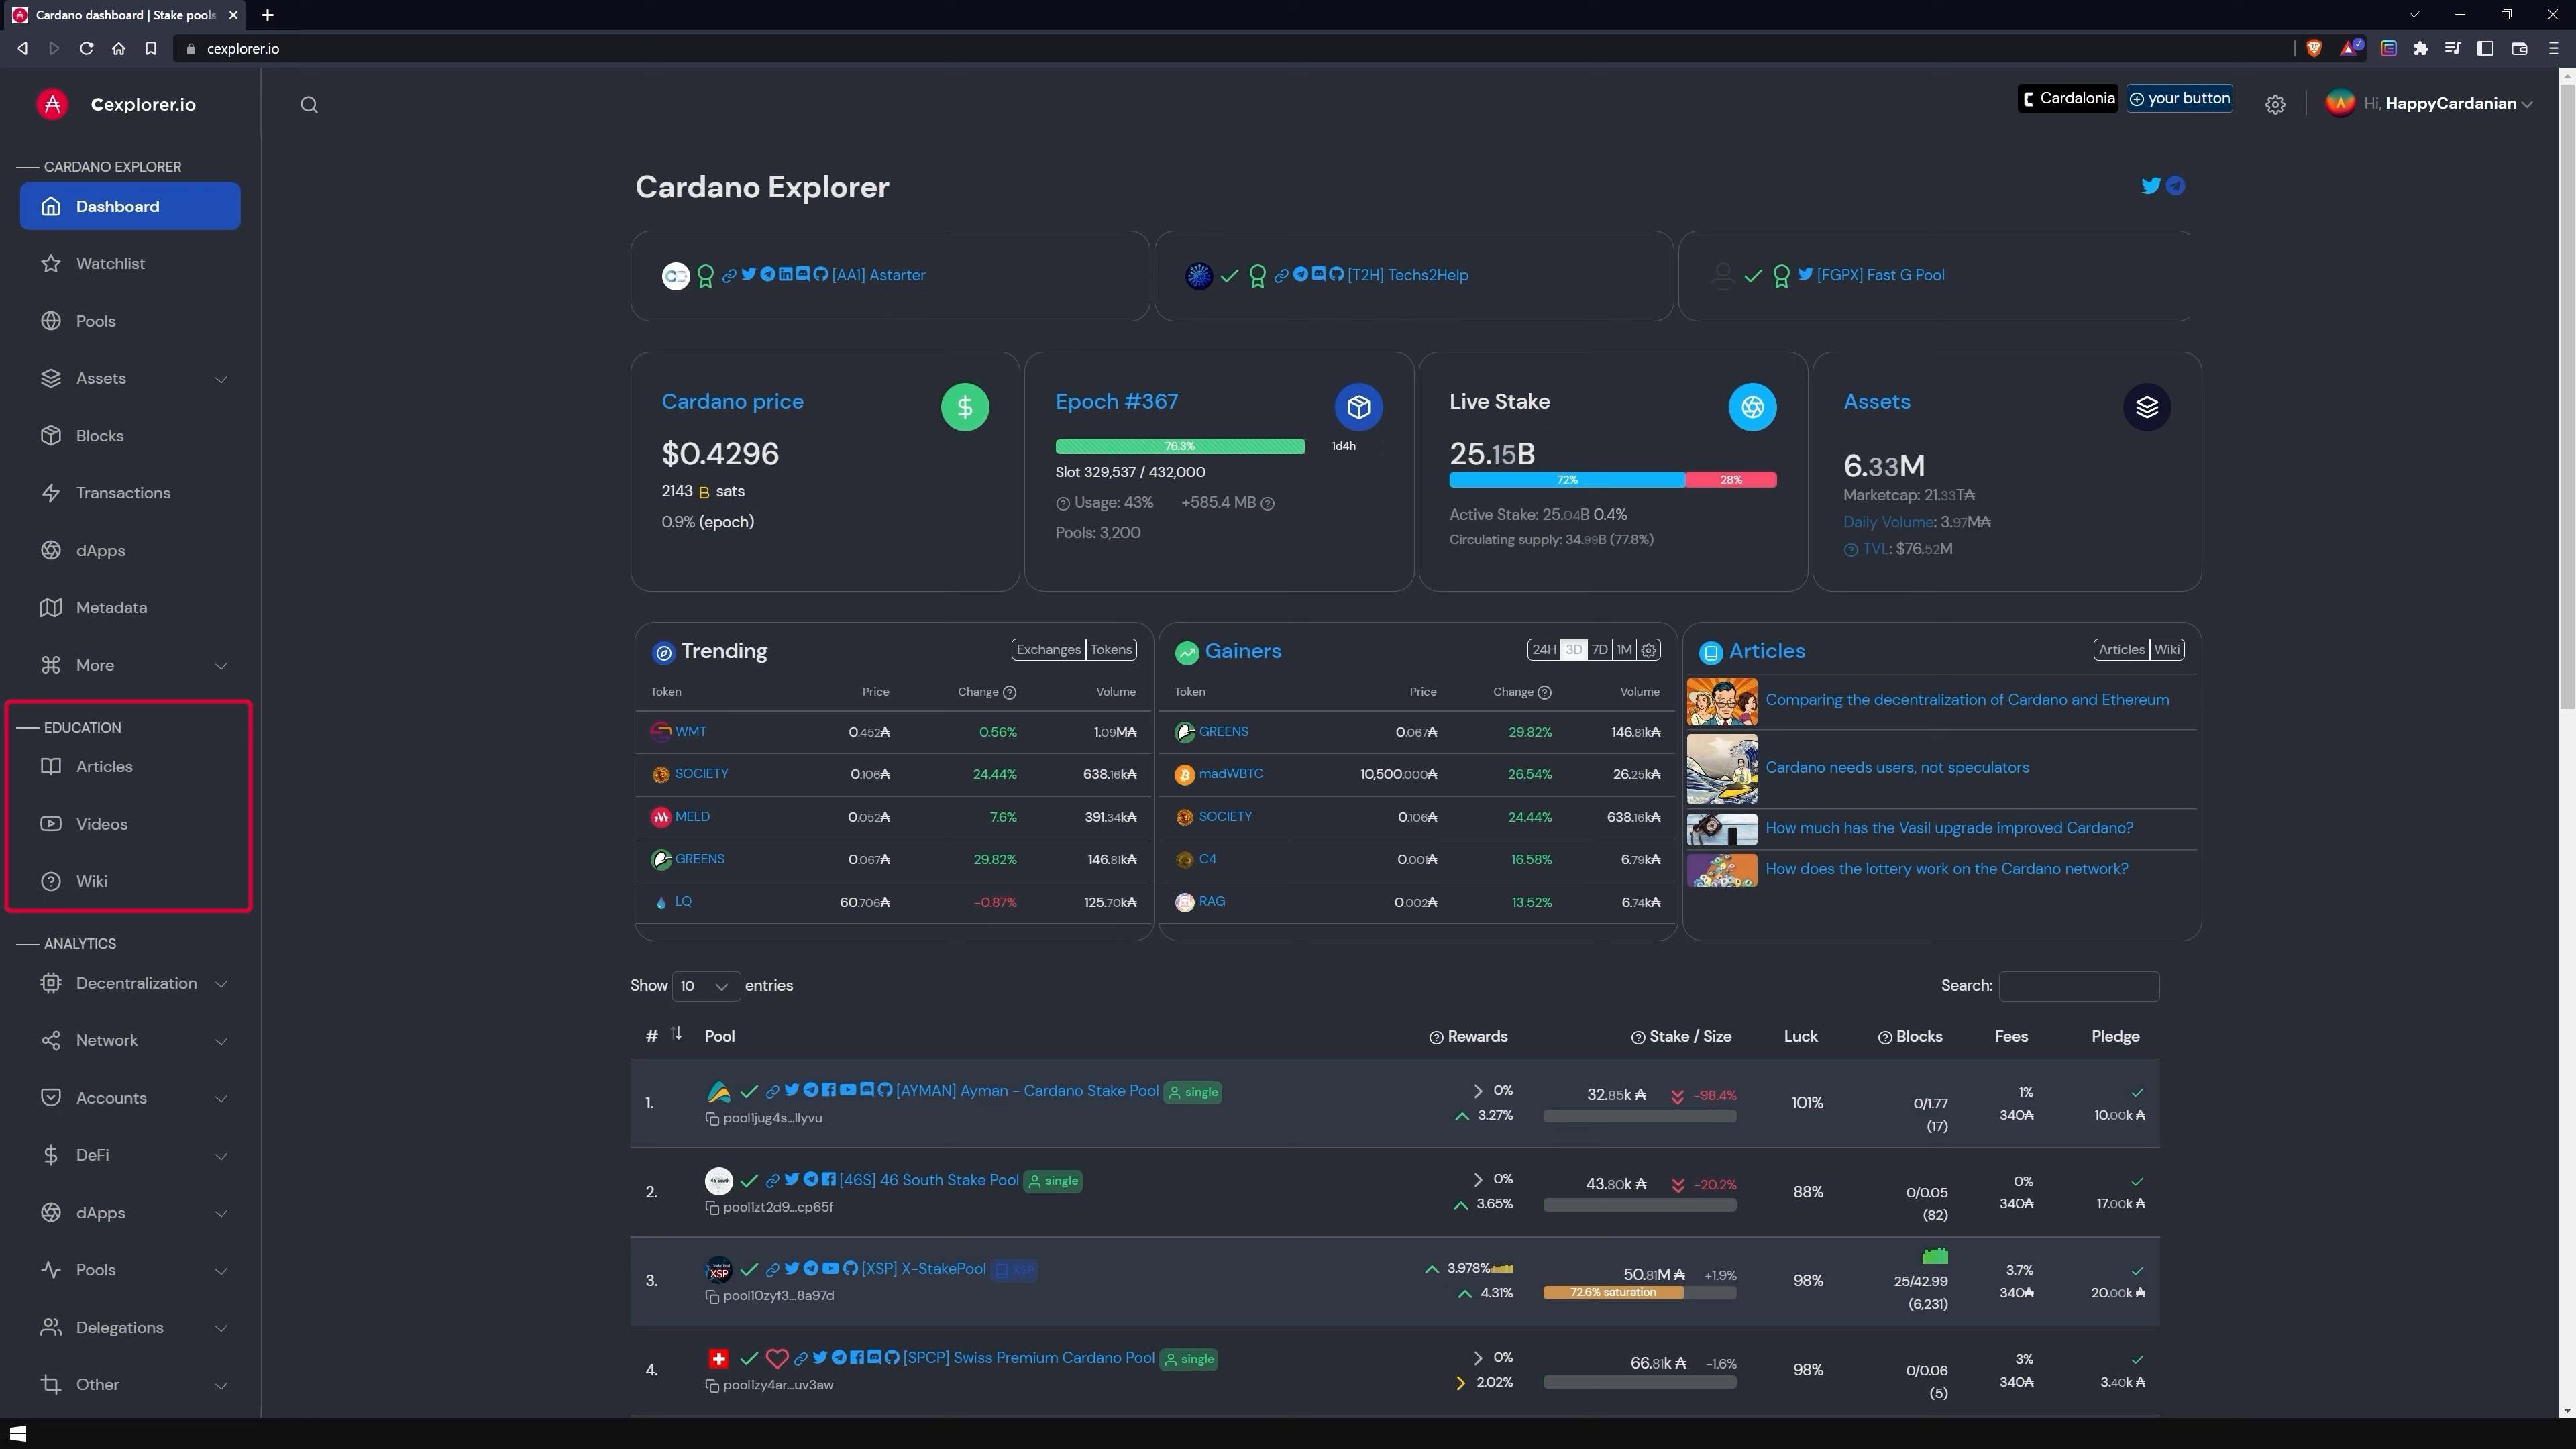 Cardano dashboard | Stake pools
cexplorer.io
Cexplorer.io
Cardalonia
your button
Hi, HappyCardanian
CARDANO EXPLORER
Dashboard
Watchlist
Pools
Assets
Blocks
Transactions
dApps
Metadata
More
EDUCATION
Articles
Videos
Wiki
ANALYTICS
Decentralization
Network
Accounts
DeFi
dApps
Pools
Delegations
Other
Cardano Explorer
[AA1] Astarter
[T2H] Techs2Help
[FGPX] Fast G Pool
Cardano price
$0.4296
2143 B sats
0.9% (epoch)
Epoch #367
76.3% 1d4h
Slot 329,537 / 432,000
Usage: 43% +585.4 MB
Pools: 3,200
Live Stake
25.15B
72% 28%
Active Stake: 25.04B 0.4%
Circulating supply: 34.99B (77.8%)
Assets
6.33M
Marketcap: 21.33T₳
Daily Volume: 3.97M₳
TVL: $76.52M
Trending Exchanges Tokens
Token Price Change Volume
WMT 0.452₳ 0.56% 1.09M₳
SOCIETY 0.106₳ 24.44% 638.16k₳
MELD 0.052₳ 7.6% 391.34k₳
GREENS 0.067₳ 29.82% 146.81k₳
LQ 60.706₳ -0.87% 125.70k₳
Gainers 24H 3D 7D 1M
Token Price Change Volume
GREENS 0.067₳ 29.82% 146.81k₳
madWBTC 10,500.000₳ 26.54% 26.25k₳
SOCIETY 0.106₳ 24.44% 638.16k₳
C4 0.001₳ 16.58% 6.79k₳
RAG 0.002₳ 13.52% 6.74k₳
Articles Articles Wiki
Comparing the decentralization of Cardano and Ethereum
Cardano needs users, not speculators
How much has the Vasil upgrade improved Cardano?
How does the lottery work on the Cardano network?
Show 10 entries Search:
# Pool Rewards Stake / Size Luck Blocks Fees Pledge
1. [AYMAN] Ayman - Cardano Stake Pool single 0% 32.85k ₳ -98.4% 101% 0/1.77 1%
pool1jug4s...llyvu 3.27% (17) 340₳ 10.00k ₳
2. 46 South [46S] 46 South Stake Pool single 0% 43.80k ₳ -20.2% 88% 0/0.05 0%
pool1zt2d9...cp65f 3.65% (82) 340₳ 17.00k ₳
3. XSP [XSP] X-StakePool XSP 3.978% 50.81M ₳ +1.9% 98% 25/42.99 3.7%
pool10zyf3...8a97d 4.31% 72.6% saturation (6,231) 340₳ 20.00k ₳
4. [SPCP] Swiss Premium Cardano Pool single 0% 66.81k ₳ -1.6% 98% 0/0.06 3%
pool1zy4ar...uv3aw 2.02% (5) 340₳ 3.40k ₳